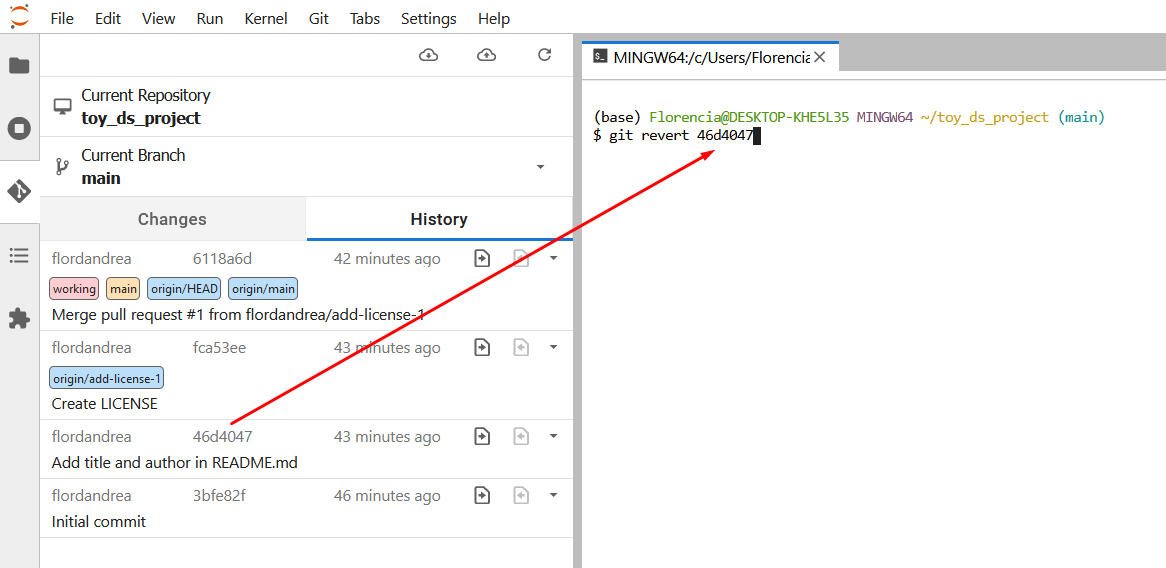 File Edit View Run Kernel Git Tabs Settings Help
Current Repository
toy_ds_project
Current Branch
main
Changes History
flordandrea 6118a6d 42 minutes ago
working main origin/HEAD origin/main
Merge pull request #1 from flordandrea/add-license-1
flordandrea fca53ee 43 minutes ago
origin/add-license-1
Create LICENSE
flordandrea 46d4047 43 minutes ago
Add title and author in README.md
flordandrea 3bfe82f 46 minutes ago
Initial commit
MINGW64:/c/Users/Florencia
(base) Florencia@DESKTOP-KHE5L35 MINGW64 ~/toy_ds_project (main)
$ git revert 46d4047